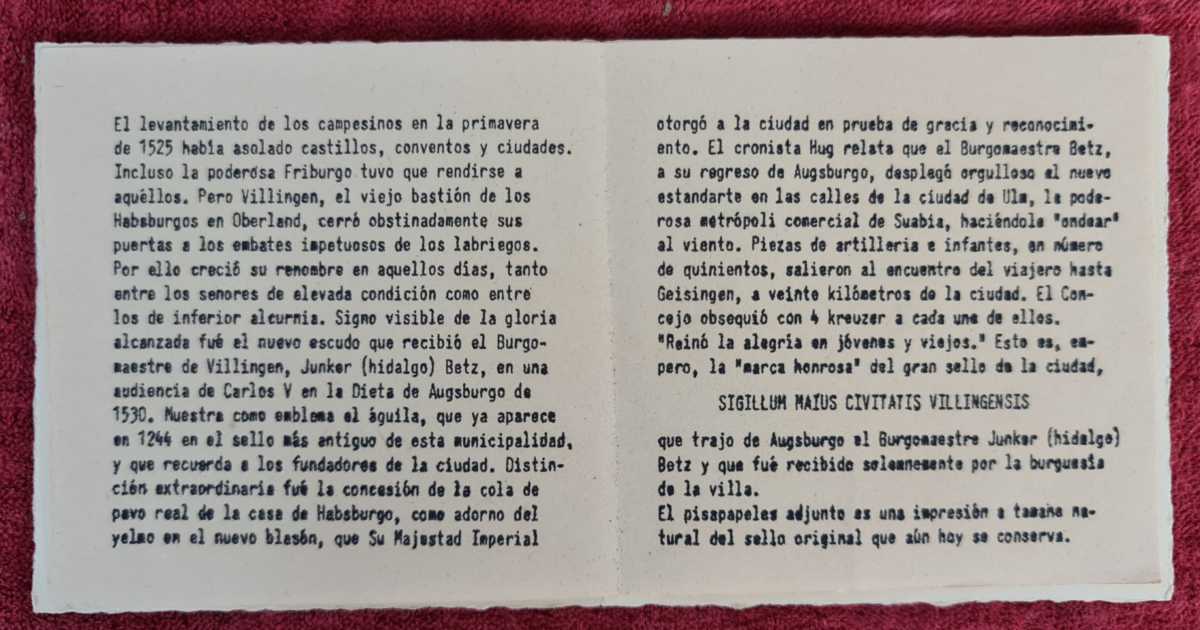 El levantamiento de los campesinos en la primavera
de 1525 había asolado castillos, conventos y ciudades.
Incluso la poderosa Friburgo tuvo que rendirse a
aquéllos. Pero Villingen, el viejo bastión de los
Habsburgos en Oberland, cerró obstinadamente sus
puertas a los embates impetuosos de los labriegos.
Por ello creció su renombre en aquellos días, tanto
entre los senores de elevada condición como entre
los de inferior alcurnia. Signo visible de la gloria
alcanzada fué el nuevo escudo que recibió el Burgo-
maestre de Villingen, Junker (hidalgo) Betz, en una
audiencia de Carlos V en la Dieta de Augsburgo de
1530. Muestra como emblema el águila, que ya aparece
en 1244 en el sello más antiguo de esta municipalidad,
y que recuerda a los fundadores de la ciudad. Distin-
ción extraordinaria fué la concesión de la cola de
pavo real de la casa de Habsburgo, como adorno del
yelmo en el nuevo blasón, que Su Majestad Imperial
otorgó a la ciudad en prueba de gracia y reconocimi-
ento. El cronista Hug relata que el Burgomaestre Betz,
a su regreso de Augsburgo, desplegó orgulloso el nuevo
estandarte en las calles de la ciudad de Ulm, la pode-
rosa metrópoli comercial de Suabia, haciéndole "ondear"
al viento. Piezas de artilleria e infantes, en número
de quinientos, salieron al encuentro del viajero hasta
Geisingen, a veinte kilómetros de la ciudad. El Con-
cejo obsequió con 4 kreuzer a cada uno de ellos.
"Reinó la alegría en jóvenes y viejos." Esto es, em-
pero, la "marca honrosa" del gran sello de la ciudad,
SIGILLUM MAIUS CIVITATIS VILLINGENSIS
que trajo de Augsburgo el Burgomaestre Junker (hidalgo)
Betz y que fué recibido solemnemente por la burguesía
de la villa.
El pisapapeles adjunto es una impresión a tamaño na-
tural del sello original que aún hoy se conserva.